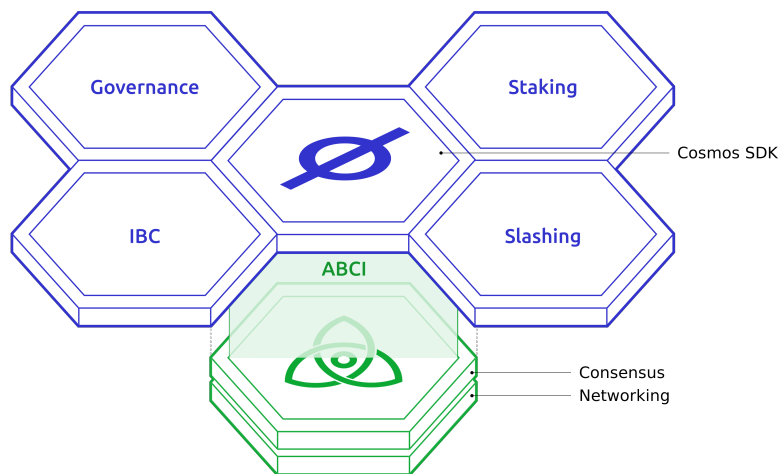 Governance
Staking
Cosmos SDK
IBC
Slashing
ABCI
Consensus
Networking